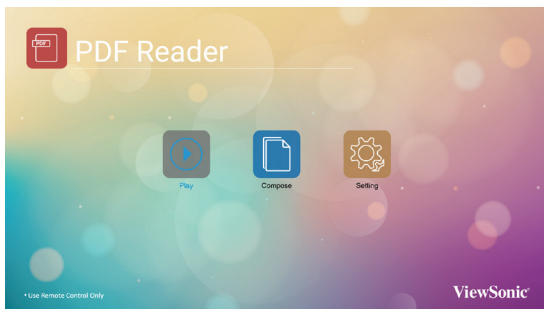 PDF
PDF Reader
Play
Compose
Setting
* Use Remote Control Only
ViewSonic